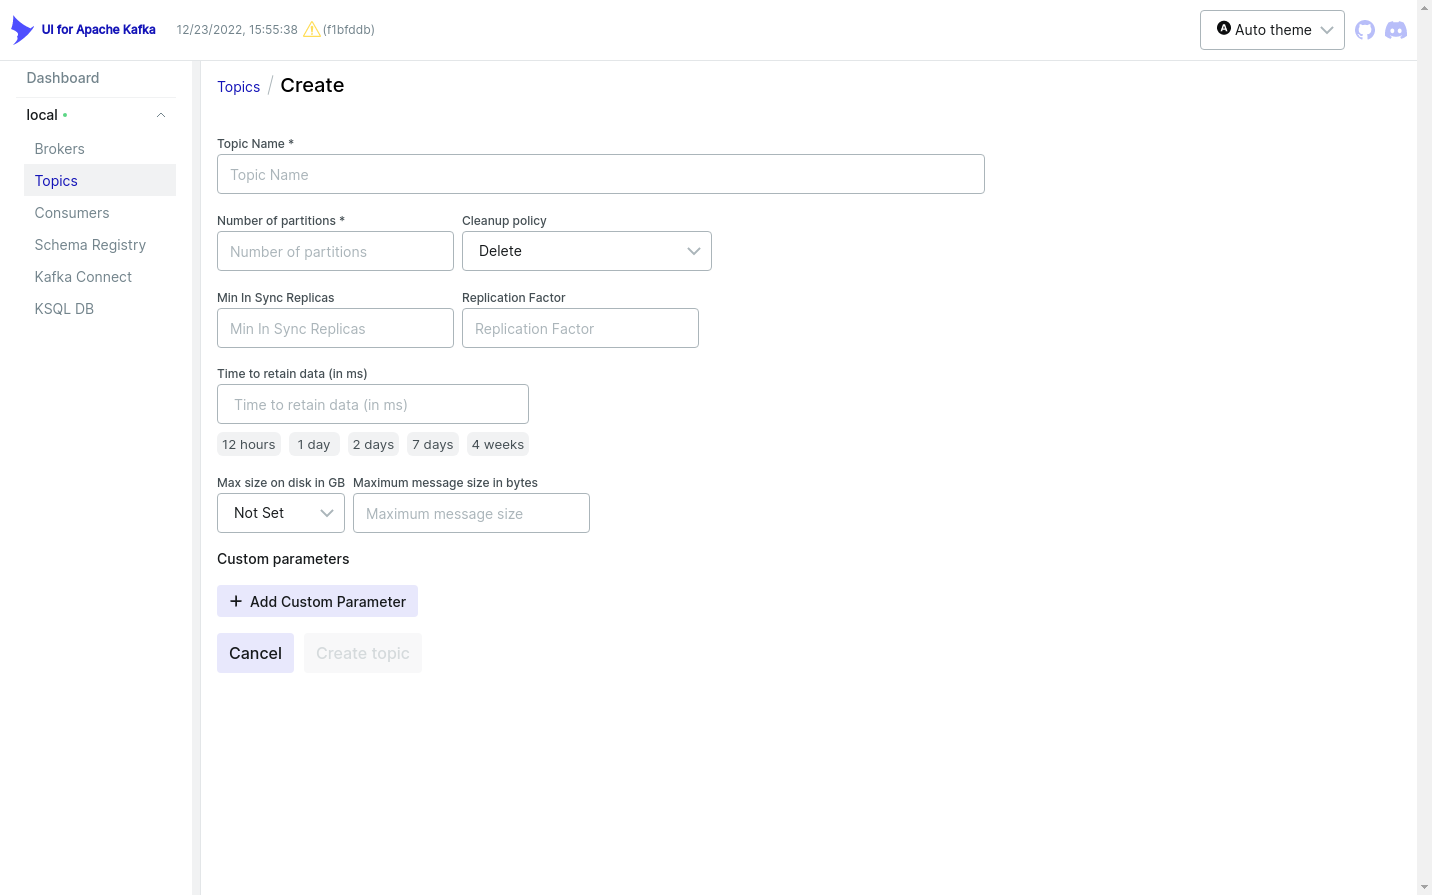 UI for Apache Kafka 12/23/2022, 15:55:38 (f1bfddb) A Auto theme
Dashboard
local
Brokers
Topics
Consumers
Schema Registry
Kafka Connect
KSQL DB
Topics / Create
Topic Name *
Topic Name
Number of partitions * Cleanup policy
Number of partitions Delete
Min In Sync Replicas Replication Factor
Min In Sync Replicas Replication Factor
Time to retain data (in ms)
Time to retain data (in ms)
12 hours 1 day 2 days 7 days 4 weeks
Max size on disk in GB Maximum message size in bytes
Not Set Maximum message size
Custom parameters
+ Add Custom Parameter
Cancel Create topic